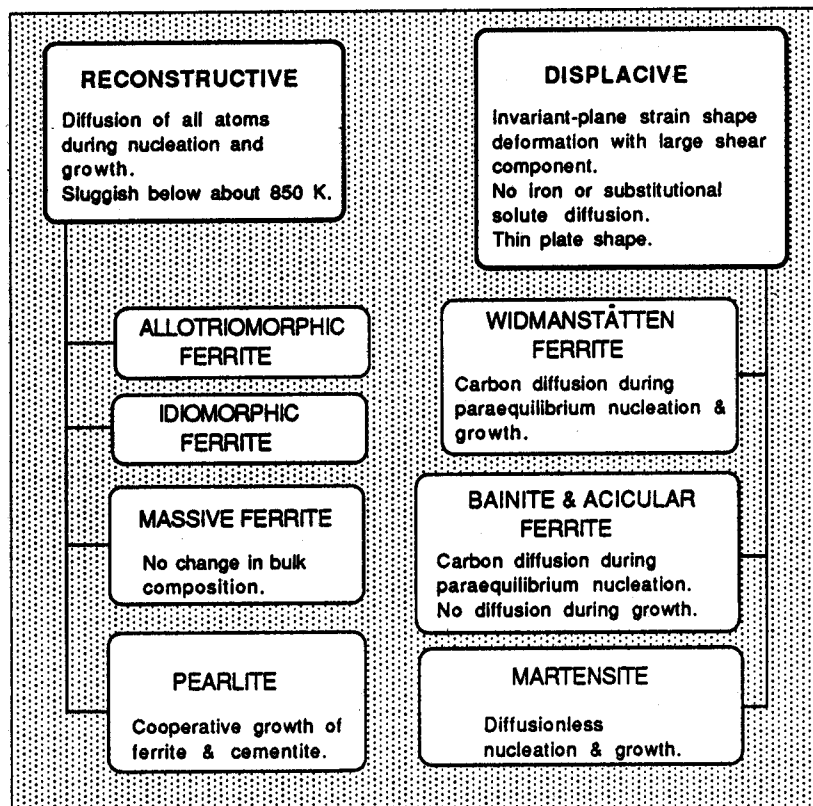 RECONSTRUCTIVE
Diffusion of all atoms
during nucleation and
growth.
Sluggish below about 850 K.
ALLOTRIOMORPHIC
FERRITE
IDIOMORPHIC
FERRITE
MASSIVE FERRITE
No change in bulk
composition.
PEARLITE
Cooperative growth of
ferrite & cementite.
DISPLACIVE
Invariant-plane strain shape
deformation with large shear
component.
No iron or substitutional
solute diffusion.
Thin plate shape.
WIDMANSTÅTTEN
FERRITE
Carbon diffusion during
paraequilibrium nucleation &
growth.
BAINITE & ACICULAR
FERRITE
Carbon diffusion during
paraequilibrium nucleation.
No diffusion during growth.
MARTENSITE
Diffusionless
nucleation & growth.